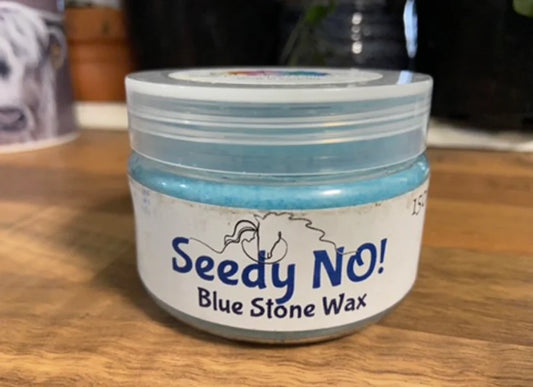 Seedy NO!
Blue Stone Wax